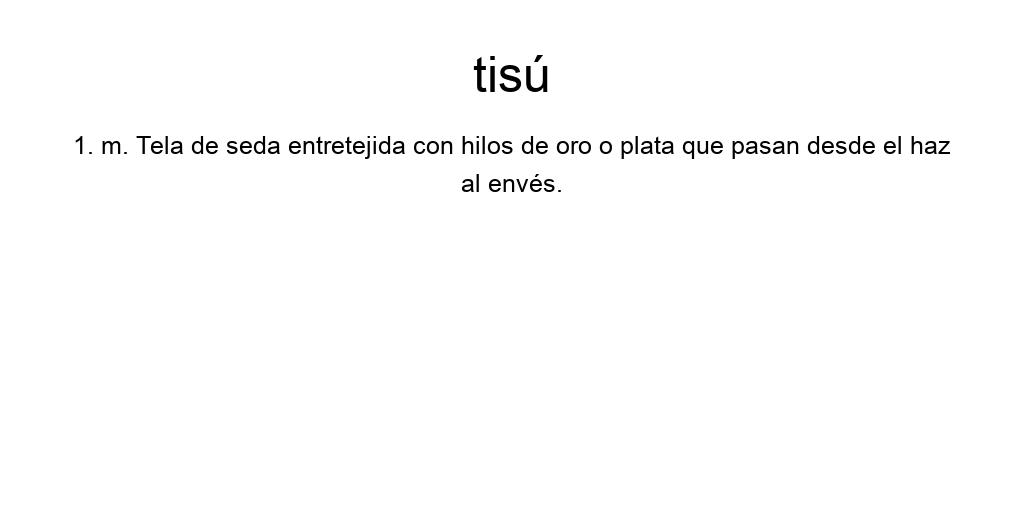 tisú
1. m. Tela de seda entretejida con hilos de oro o plata que pasan desde el haz
al envés.